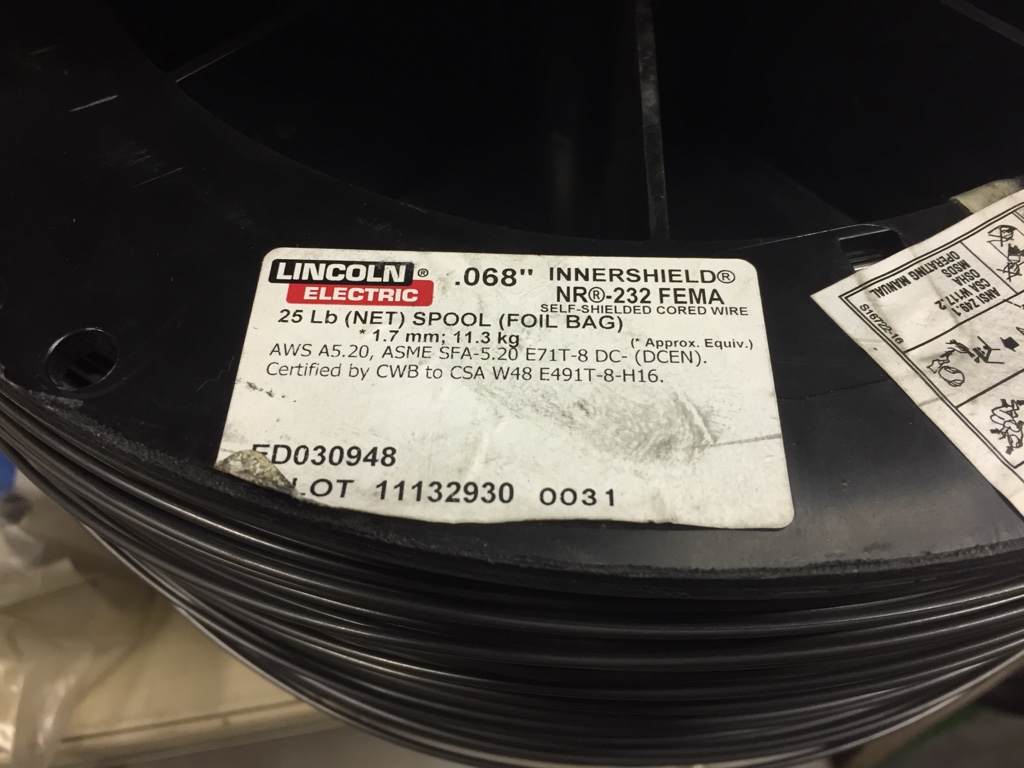 LINCOLN ® .068" INNERSHIELD®
ELECTRIC NR®-232 FEMA
SELF-SHIELDED CORED WIRE
25 Lb (NET) SPOOL (FOIL BAG)
* 1.7 mm; 11.3 kg (* Approx. Equiv.)
AWS A5.20, ASME SFA-5.20 E71T-8 DC- (DCEN).
Certified by CWB to CSA W48 E491T-8-H16.
ED030948
LOT 11132930 0031
ANSI Z49.1
CSA W117.2
OSHA
MSDS
OPERATING MANUAL
S16722-16